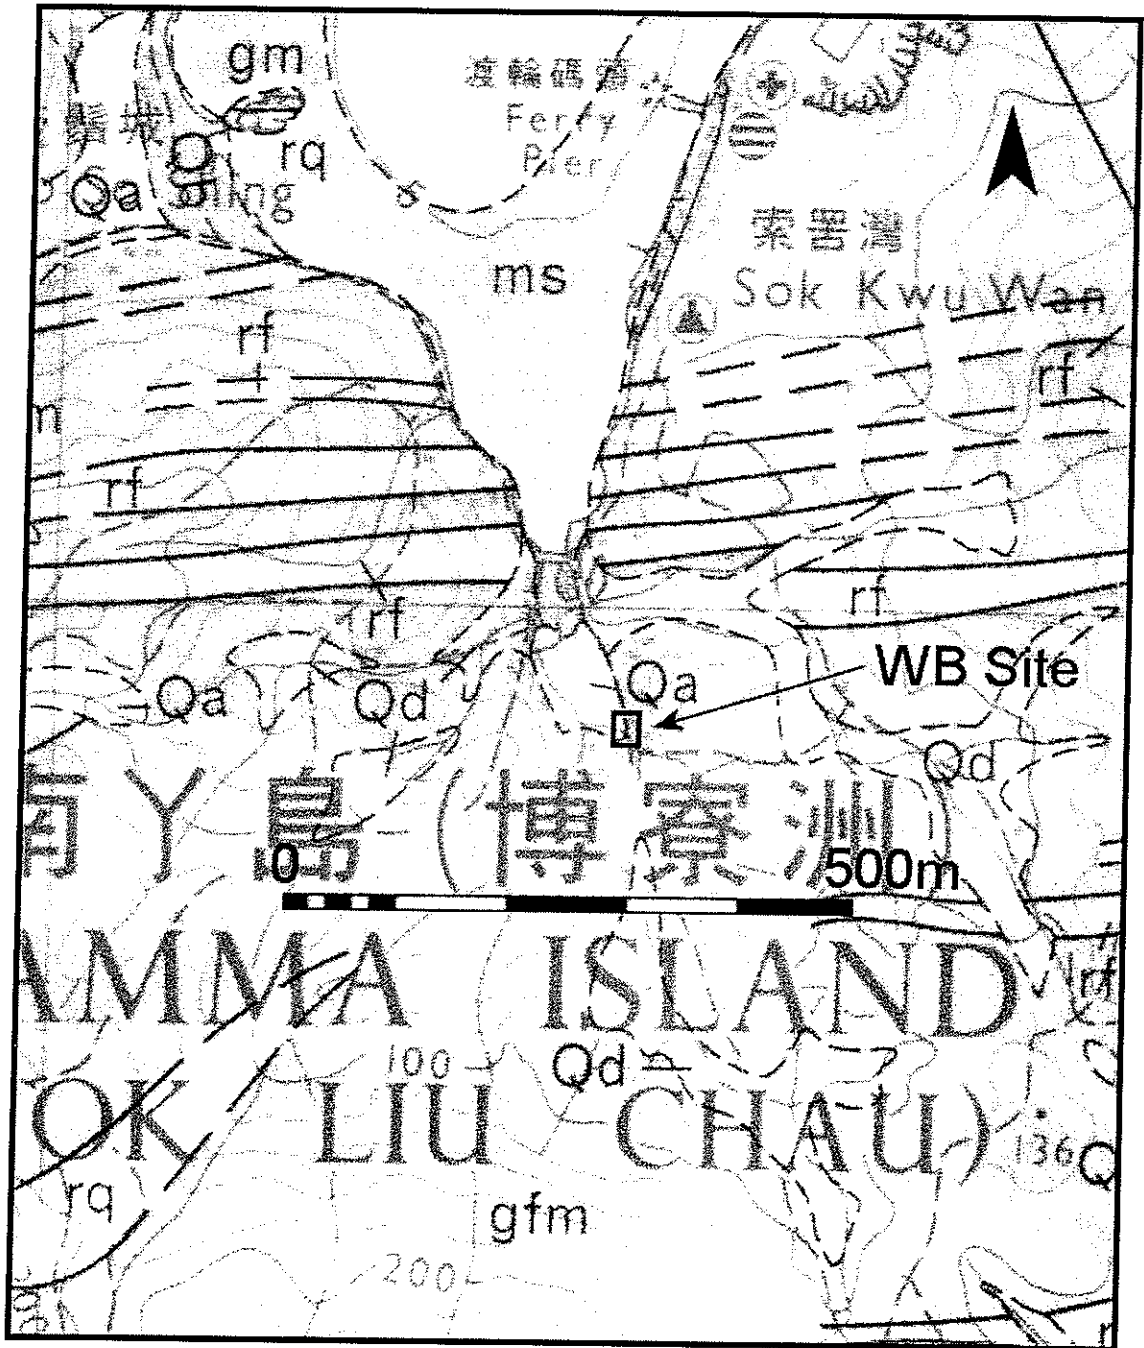 gm
渡輪碼頭
Ferry
Pier
rq
Qa
ms
索罟灣
Sok Kwu Wan
rf
rf
rf
rf
rf
Qa
Qd
Qa
WB Site
Qd
南丫島(博寮洲
0
500m
AMMA ISLAND
rf
100
Qd
OK LIU CHAU)
136
Q
rq
gfm
200